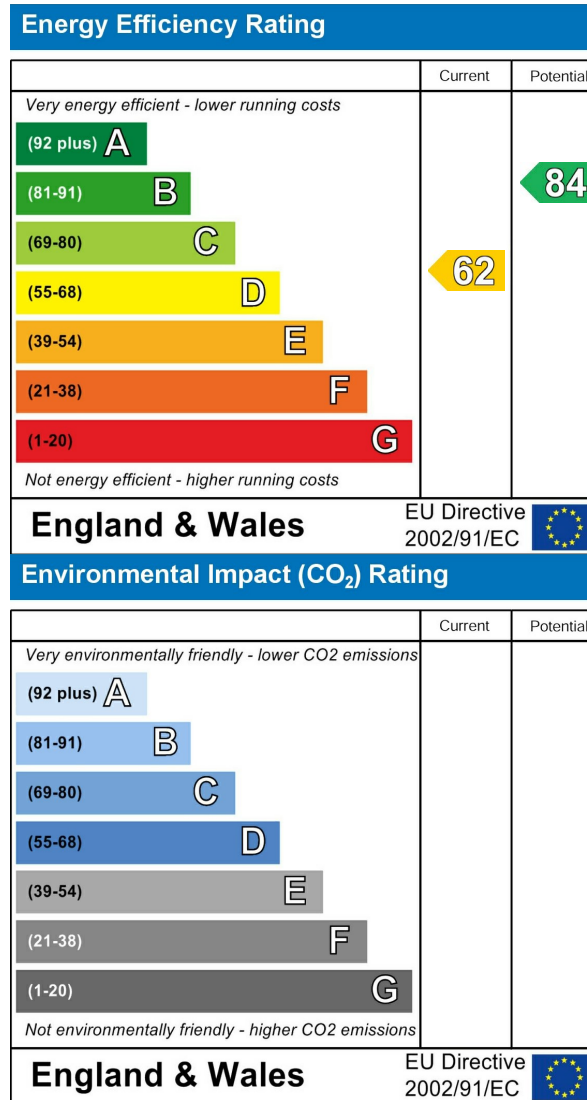 Energy Efficiency Rating
Current Potential
Very energy efficient - lower running costs
(92 plus) A
(81-91) B
84
(69-80) C
62
(55-68) D
(39-54) E
(21-38) F
(1-20) G
Not energy efficient - higher running costs
England & Wales
EU Directive
2002/91/EC
Environmental Impact (CO₂) Rating
Current Potential
Very environmentally friendly - lower CO2 emissions
(92 plus) A
(81-91) B
(69-80) C
(55-68) D
(39-54) E
(21-38) F
(1-20) G
Not environmentally friendly - higher CO2 emissions
England & Wales
EU Directive
2002/91/EC